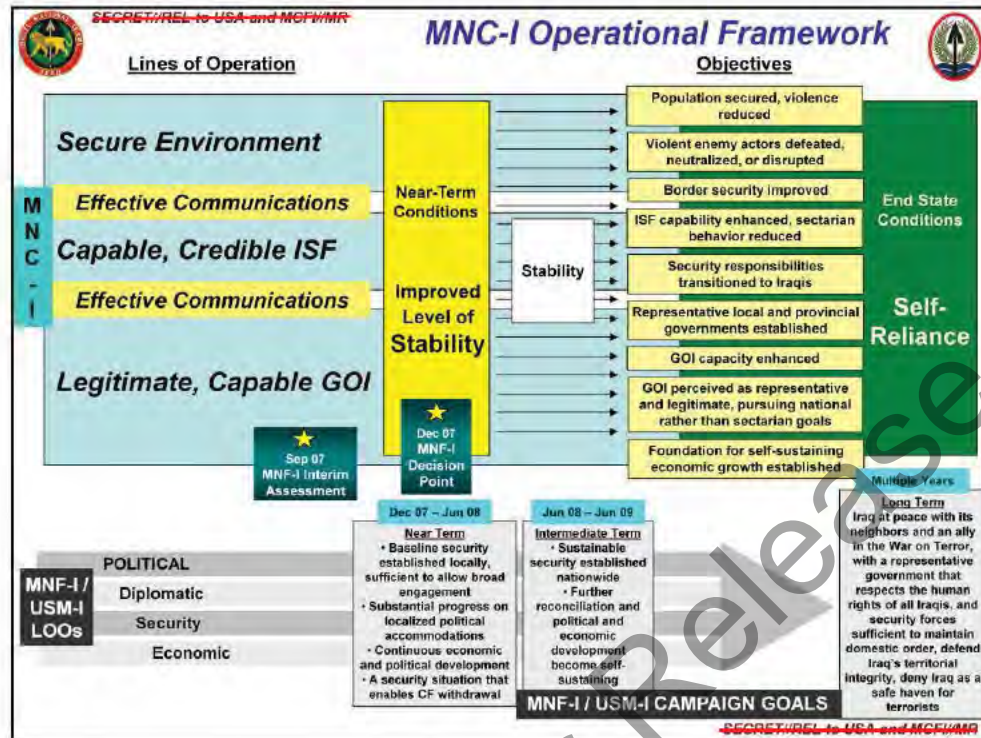 SECRET//REL to USA and MCFI//MR
MNC-I Operational Framework
Lines of Operation
Objectives
M
N
C
-
I
Secure Environment
Effective Communications
Capable, Credible ISF
Effective Communications
Legitimate, Capable GOI
Near-Term
Conditions
Improved
Level of
Stability
Stability
Population secured, violence
reduced
Violent enemy actors defeated,
neutralized, or disrupted
Border security improved
ISF capability enhanced, sectarian
behavior reduced
Security responsibilities
transitioned to Iraqis
Representative local and provincial
governments established
GOI capacity enhanced
GOI perceived as representative
and legitimate, pursuing national
rather than sectarian goals
Foundation for self-sustaining
economic growth established
End State
Conditions
Self-
Reliance
Sep 07
MNF-I Interim
Assessment
Dec 07
MNF-I
Decision
Point
MNF-I /
USM-I
LOOs
POLITICAL
Diplomatic
Security
Economic
Dec 07 – Jun 08
Near Term
• Baseline security
established locally,
sufficient to allow broad
engagement
• Substantial progress on
localized political
accommodations
• Continuous economic
and political development
• A security situation that
enables CF withdrawal
Jun 08 – Jun 09
Intermediate Term
• Sustainable
security established
nationwide
• Further
reconciliation and
political and
economic
development
become self-
sustaining
Multiple Years
Long Term
Iraq at peace with its
neighbors and an ally
in the War on Terror,
with a representative
government that
respects the human
rights of all Iraqis, and
security forces
sufficient to maintain
domestic order, defend
Iraq's territorial
integrity, deny Iraq as a
safe haven for
terrorists
MNF-I / USM-I CAMPAIGN GOALS
SECRET//REL to USA and MCFI//MR
Release